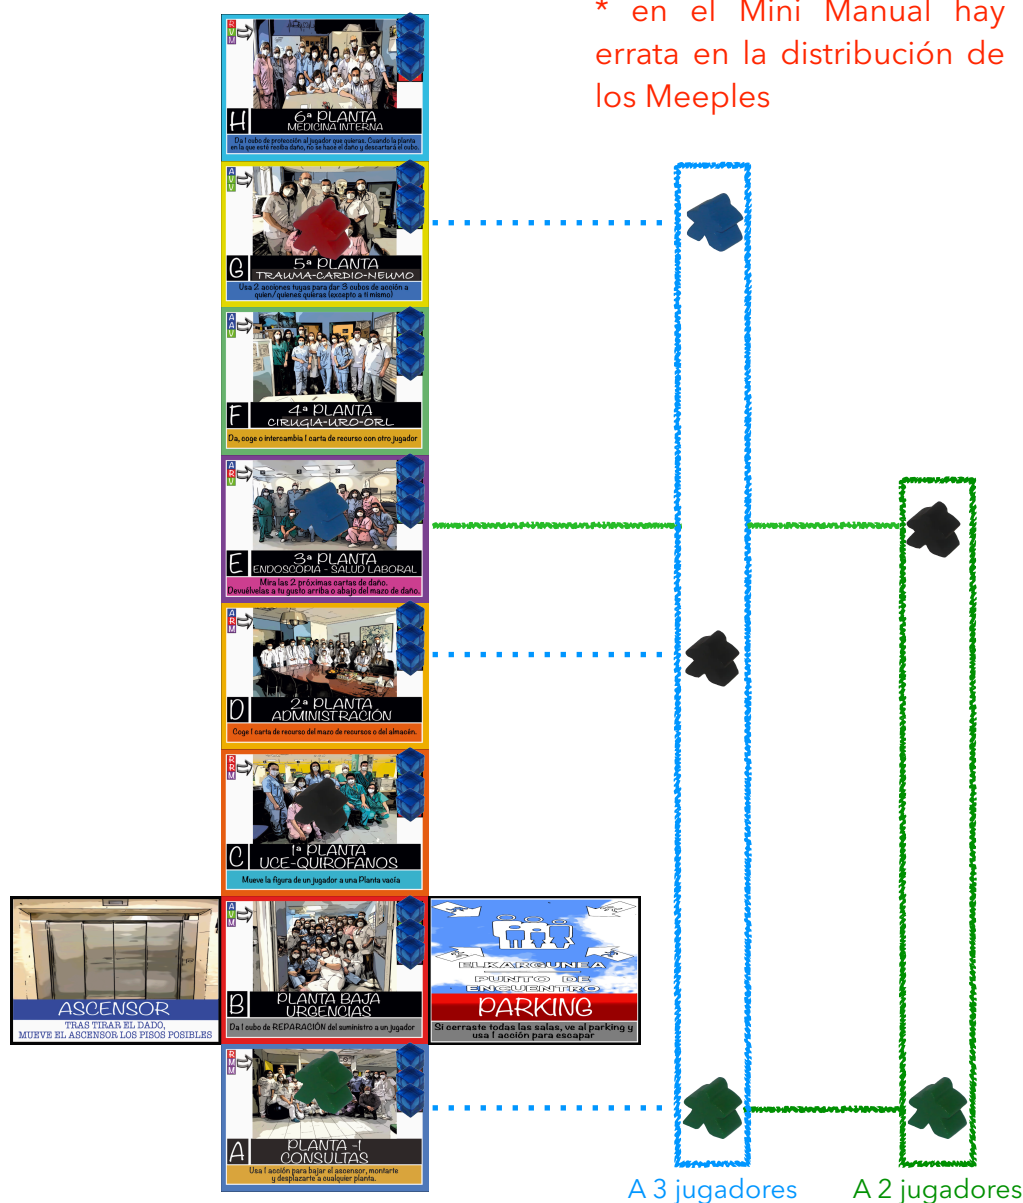 * en el Mini Manual hay
errata en la distribución de
los Meeples
R
V
M
H
6ª PLANTA
MEDICINA INTERNA
Da 1 cubo de protección al jugador que quieras. Cuando la planta
en la que esté reciba daño, no se hace el daño y descartará el cubo.
A
V
V
G
5ª PLANTA
TRAUMA-CARDIO-NEUMO
Usa 2 acciones tuyas para dar 3 cubos de acción a
quien/quienes quieras (excepto a ti mismo)
A
A
V
F
4ª PLANTA
CIRUGIA-URO-ORL
Da, coge o intercambia 1 carta de recurso con otro jugador
A
R
V
E
3ª PLANTA
ENDOSCOPIA - SALUD LABORAL
Mira las 2 próximas cartas de daño.
Devuélvelas a tu gusto arriba o abajo del mazo de daño.
A
R
M
D
2ª PLANTA
ADMINISTRACIÓN
Coge 1 carta de recurso del mazo de recursos o del almacén.
R
R
M
C
1ª PLANTA
UCE-QUIROFANOS
Mueve la figura de un jugador a una Planta vacía
ASCENSOR
TRAS TIRAR EL DADO,
MUEVE EL ASCENSOR LOS PISOS POSIBLES
A
V
M
B
PLANTA BAJA
URGENCIAS
Da 1 cubo de REPARACIÓN del suministro a un jugador
ELKARGUNEA
PUNTO DE
ENCUENTRO
PARKING
Si cerraste todas las salas, ve al parking y
usa 1 acción para escapar
R
M
M
A
PLANTA -1
CONSULTAS
Usa 1 acción para bajar el ascensor, montarte
y desplazarte a cualquier planta.
A 3 jugadores
A 2 jugadores